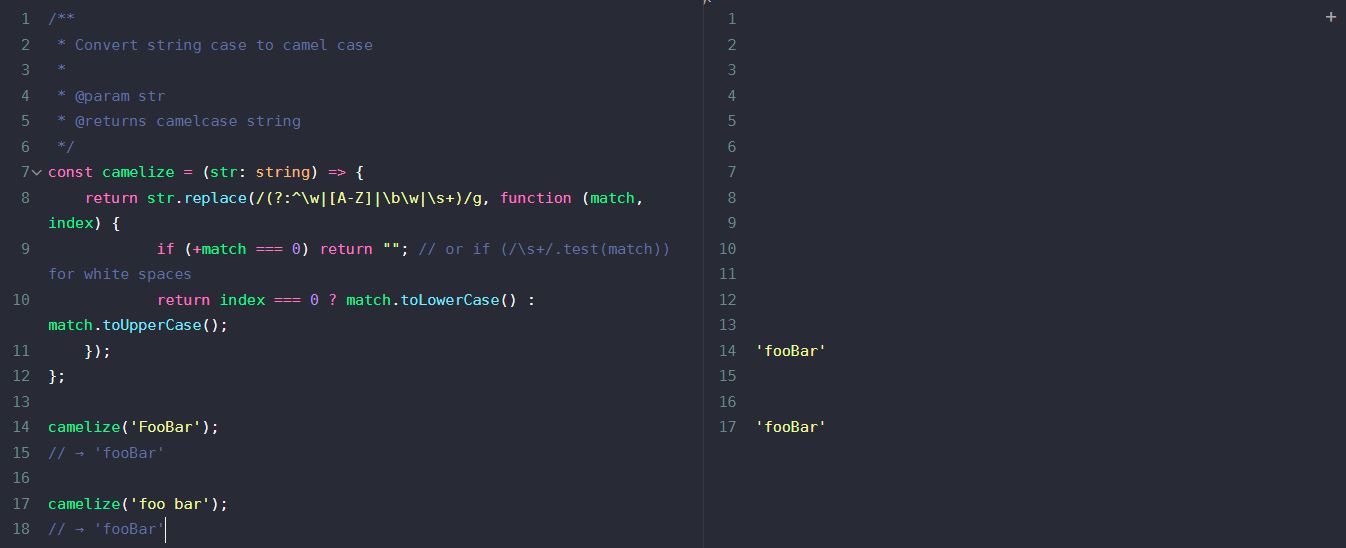 1 /**
2  * Convert string case to camel case
3  *
4  * @param str
5  * @returns camelcase string
6  */
7 const camelize = (str: string) => {
8     return str.replace(/(?:^\w|[A-Z]|\b\w|\s+)/g, function (match,
index) {
9             if (+match === 0) return ""; // or if (/\s+/.test(match))
for white spaces
10             return index === 0 ? match.toLowerCase() :
match.toUpperCase();
11     });
12 };
13
14 camelize('FooBar');
15 // → 'fooBar'
16
17 camelize('foo bar');
18 // → 'fooBar'
1 +
2
3
4
5
6
7
8
9
10
11
12
13
14 'fooBar'
15
16
17 'fooBar'